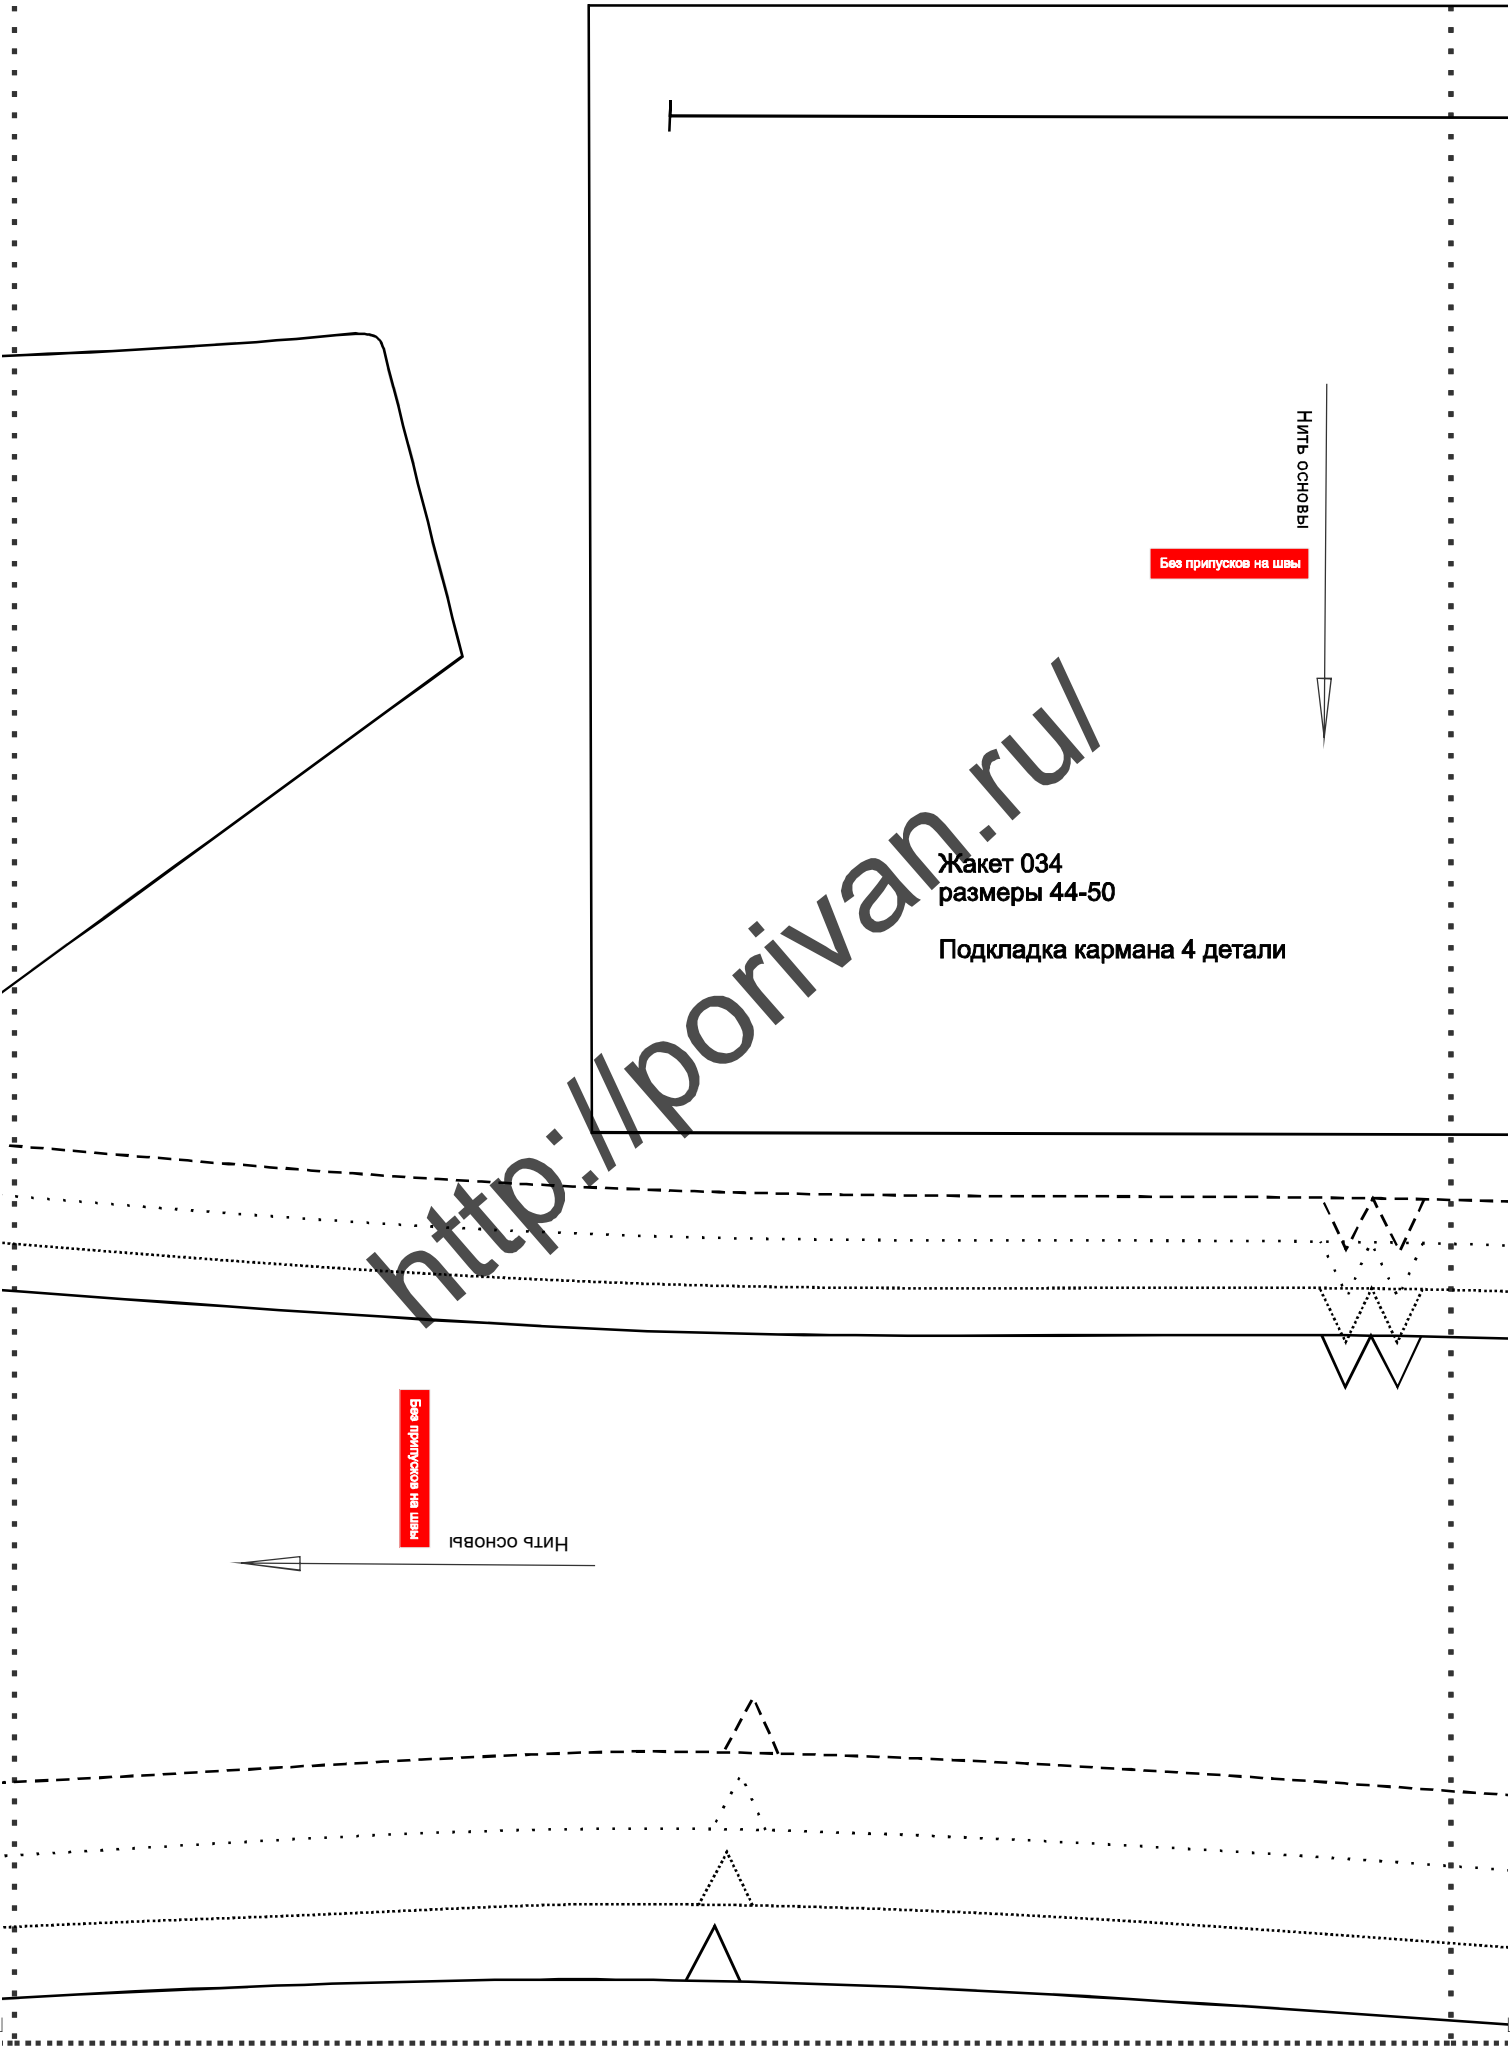 Нить основы
Без припусков на швы
http://porivan.ru/
Жакет 034
размеры 44-50
Подкладка кармана 4 детали
Без припусков на швы
Нить основы